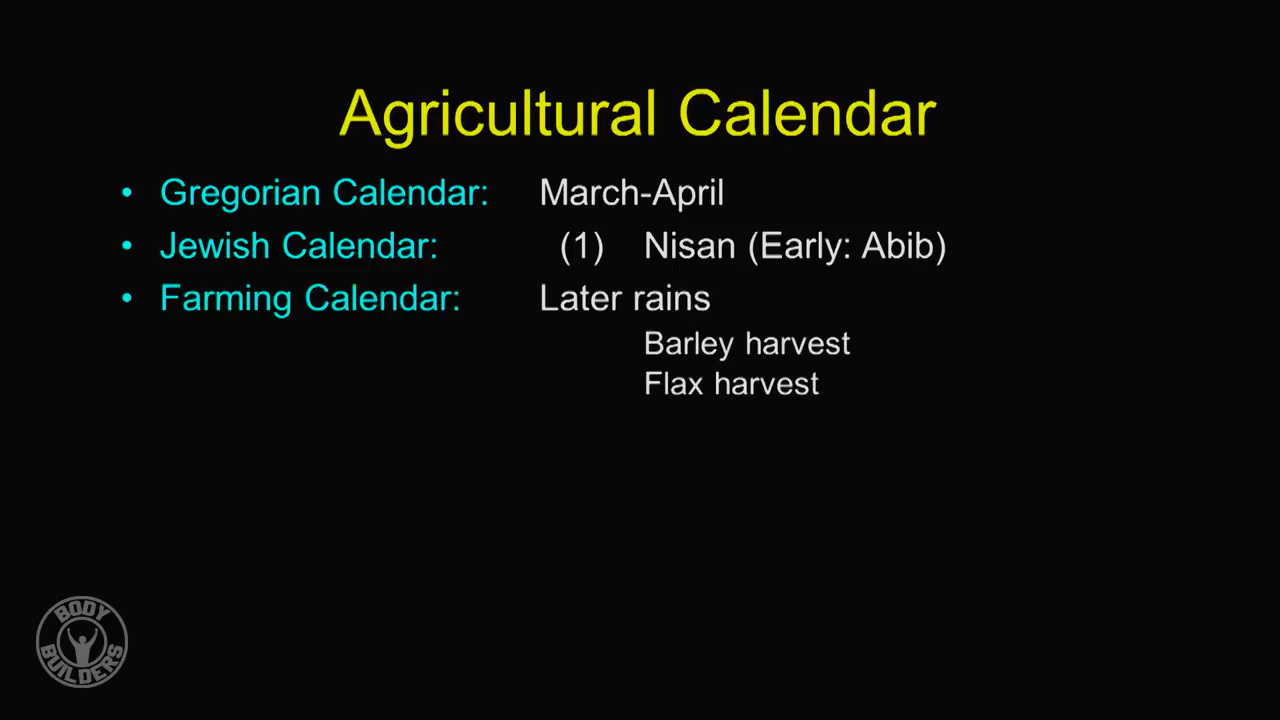 Agricultural Calendar
• Gregorian Calendar: March-April
• Jewish Calendar: (1) Nisan (Early: Abib)
• Farming Calendar: Later rains
Barley harvest
Flax harvest
BODY
BUILDERS